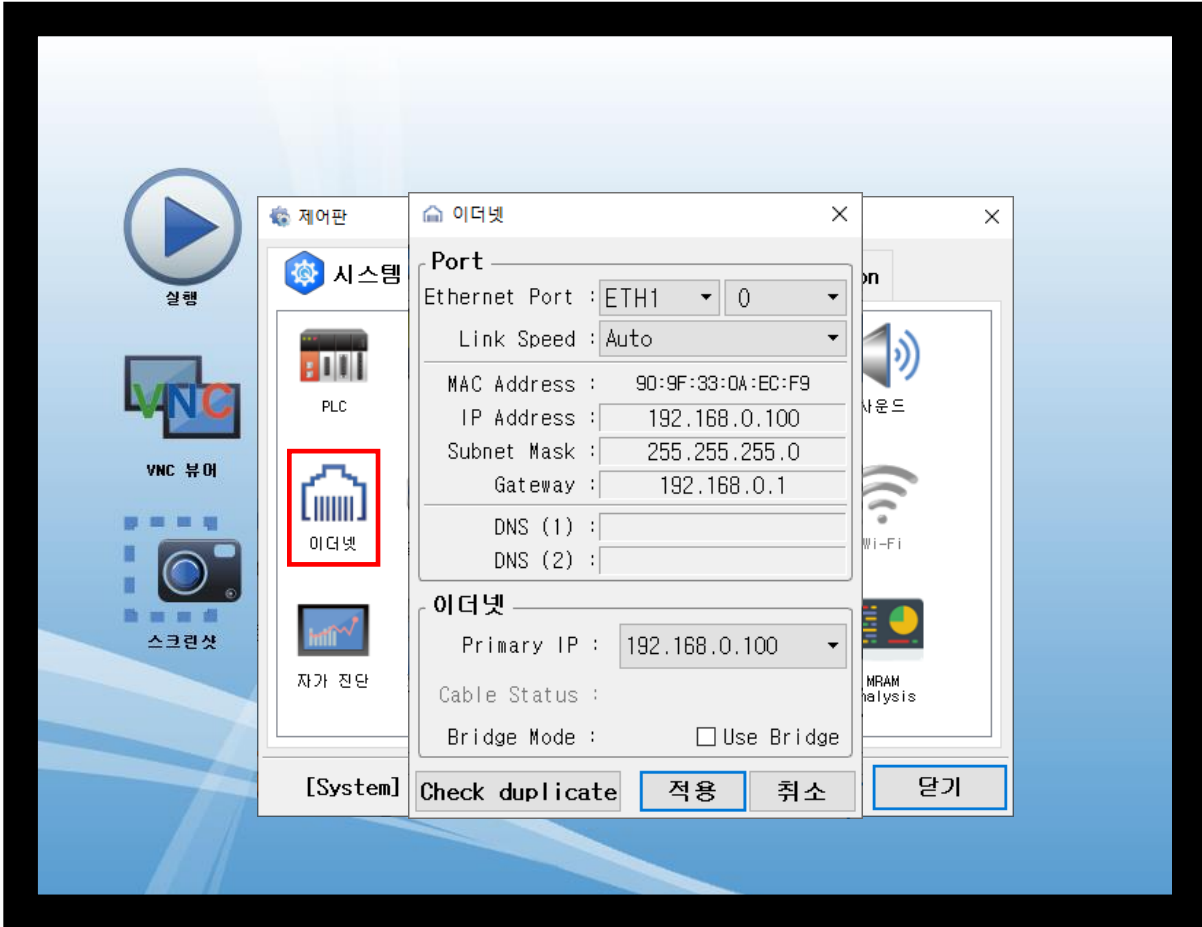 실행
VNC
VNC 뷰어
스크린샷
제어판
시스템
PLC
이더넷
자가 진단
[System]
이더넷
Port
Ethernet Port : ETH1 0
Link Speed : Auto
MAC Address : 90:9F:33:0A:EC:F9
IP Address : 192.168.0.100
Subnet Mask : 255.255.255.0
Gateway : 192.168.0.1
DNS (1) :
DNS (2) :
이더넷
Primary IP : 192.168.0.100
Cable Status :
Bridge Mode : Use Bridge
Check duplicate 적용 취소
on
Wi-Fi
MRAM
닫기